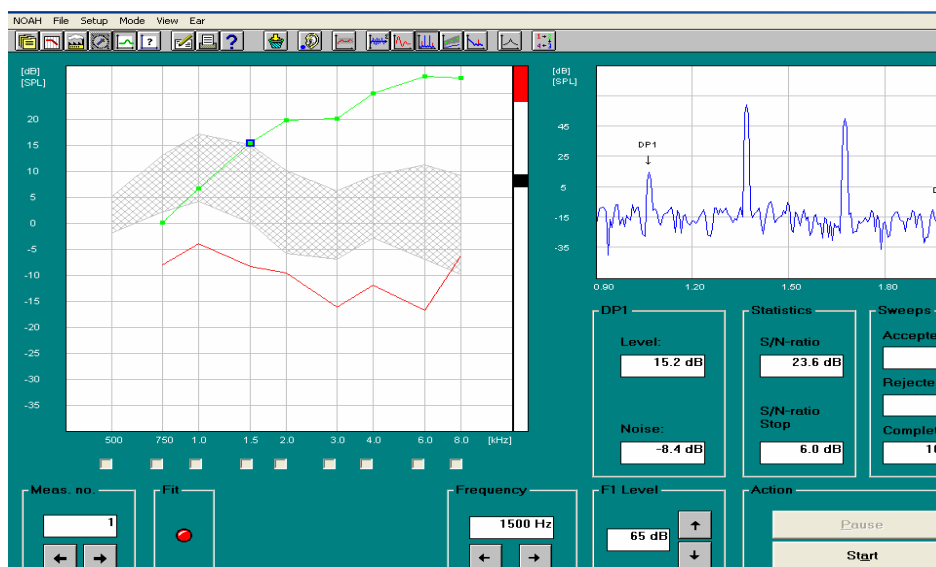 NOAH File Setup Mode View Ear
[dB]
[SPL]
20
15
10
5
0
-5
-10
-15
-20
-25
-30
-35
500 750 1.0 1.5 2.0 3.0 4.0 6.0 8.0 [kHz]
[dB]
[SPL]
45
25
5
-15
-35
DP1
0.90 1.20 1.50 1.80
DP1
Level:
15.2 dB
Noise:
-8.4 dB
Statistics
S/N-ratio
23.6 dB
S/N-ratio
Stop
6.0 dB
Sweeps
Accepte
Rejecte
Complet
10
Meas. no.
1
Fit
Frequency
1500 Hz
F1 Level
65 dB
Action
Pause
Start